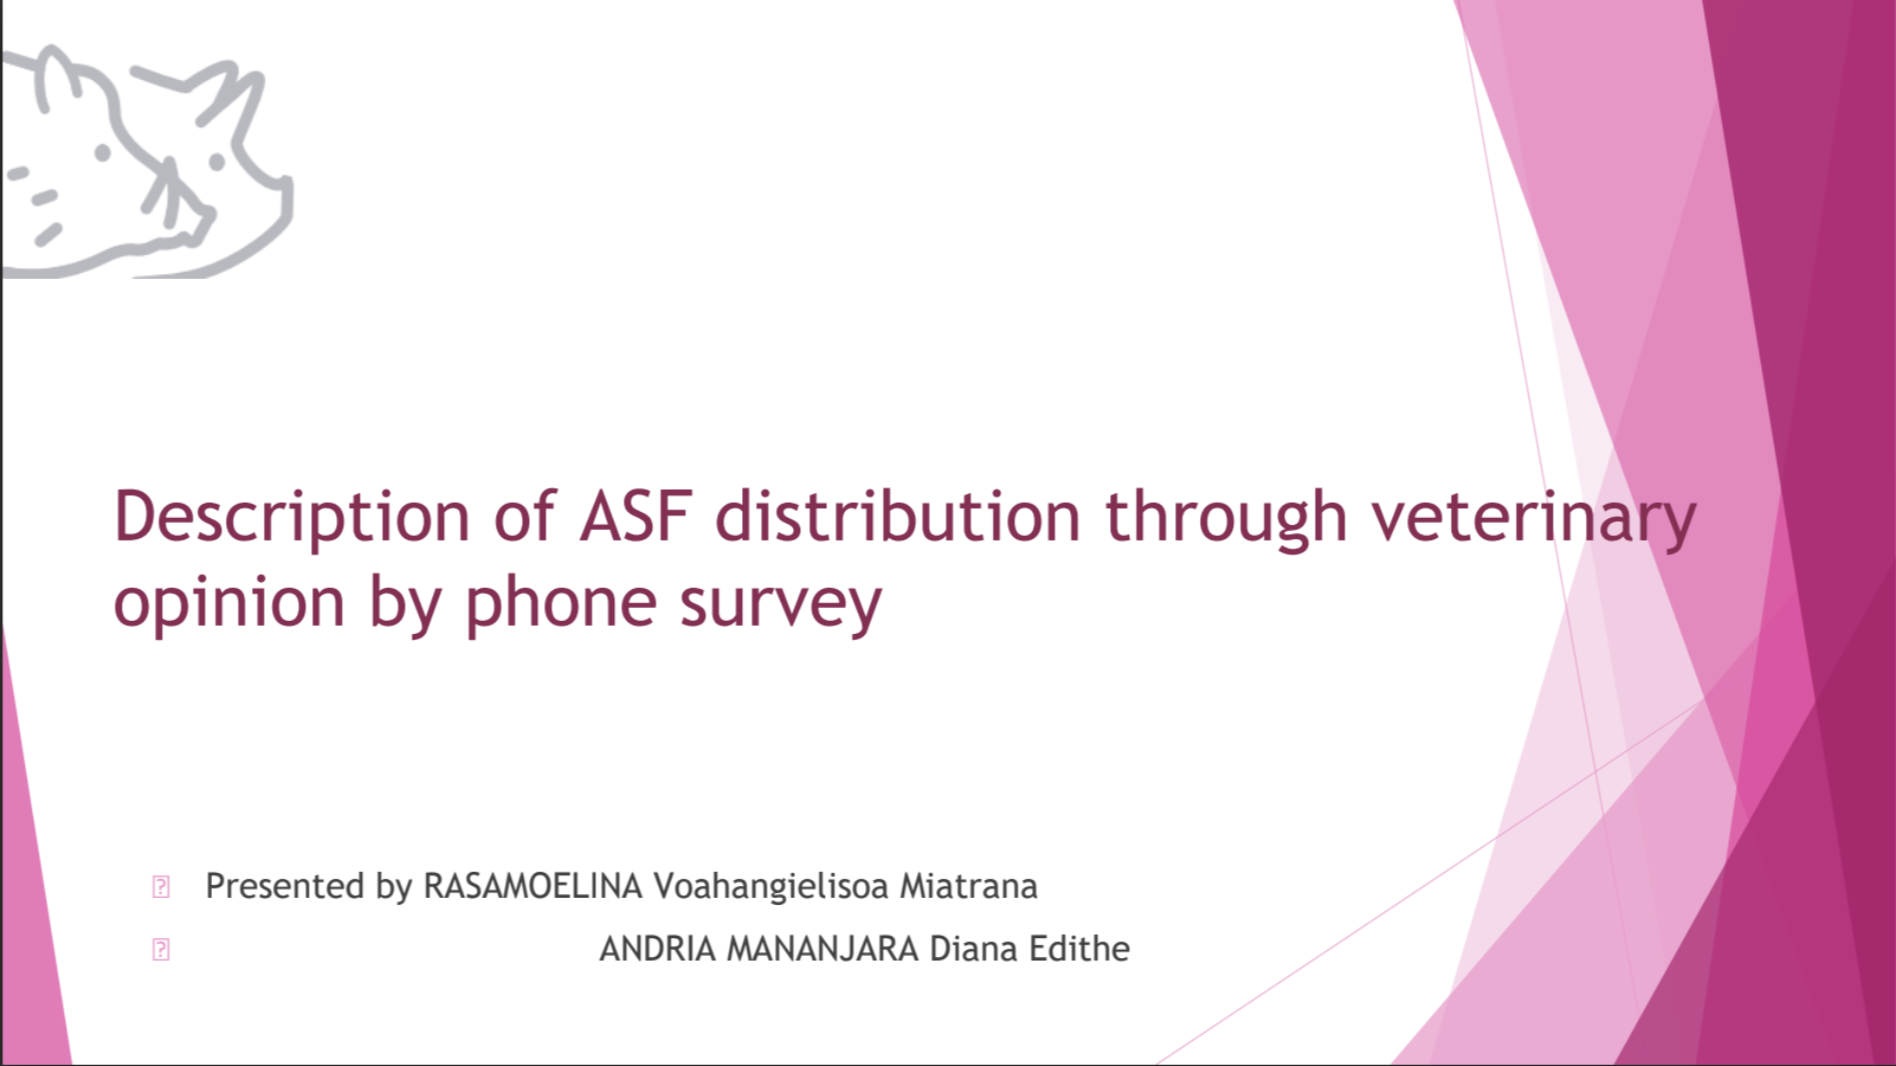 Description of ASF distribution through veterinary
opinion by phone survey
Presented by RASAMOELINA Voahangielisoa Miatrana
ANDRIA MANANJARA Diana Edithe